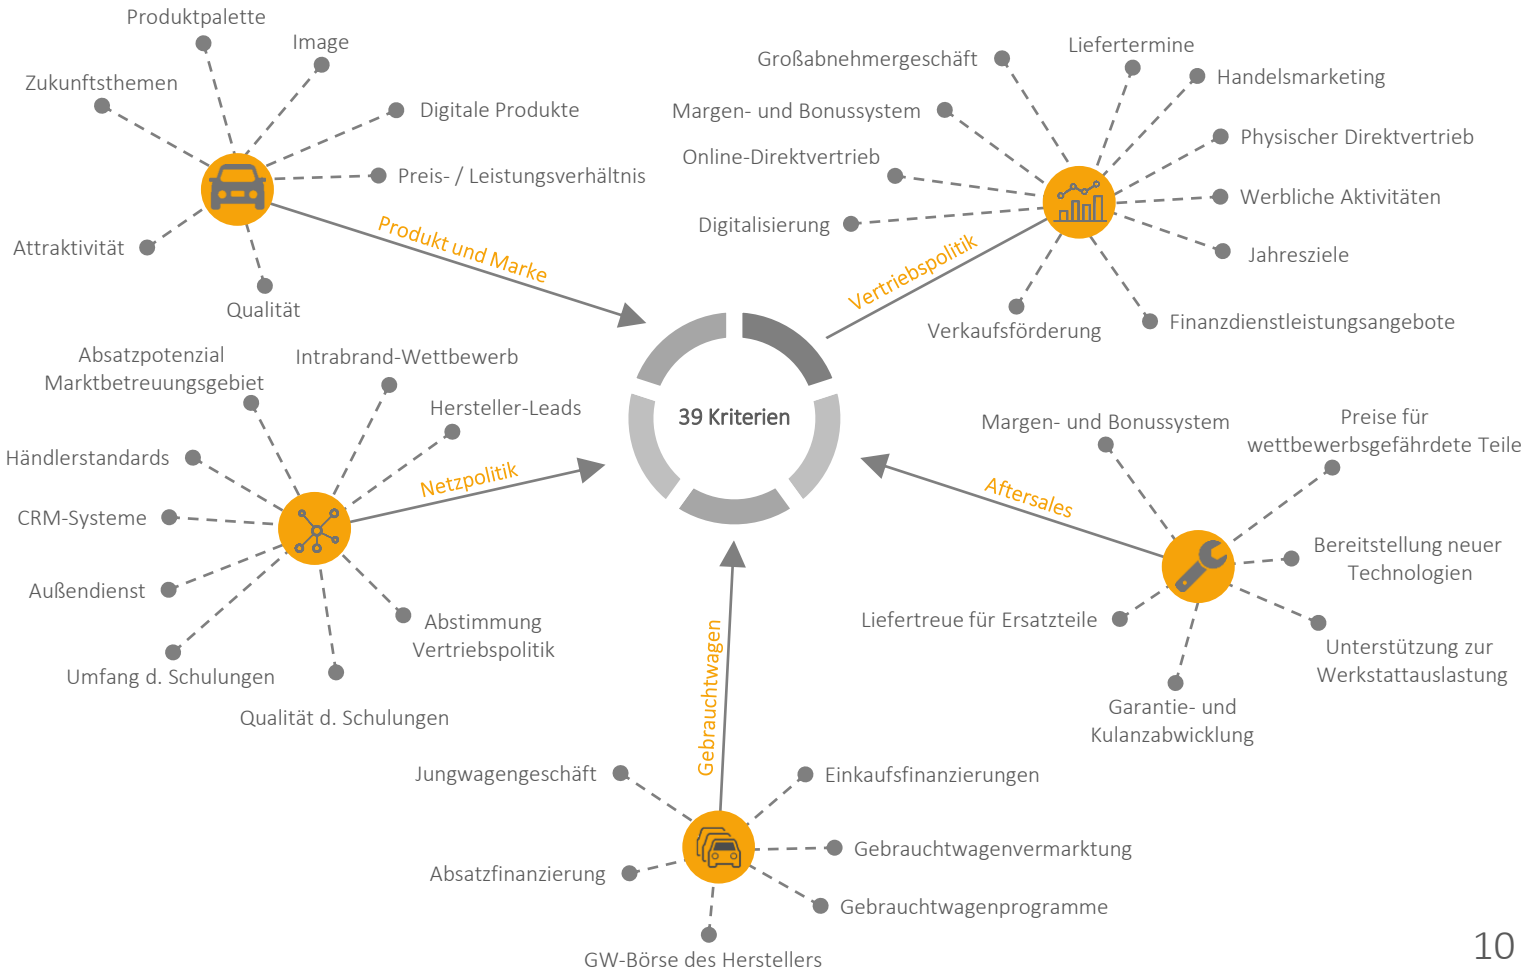 Produktpalette
Image
Zukunftsthemen
Digitale Produkte
Preis- / Leistungsverhältnis
Attraktivität
Qualität
Produkt und Marke
Großabnehmergeschäft
Liefertermine
Handelsmarketing
Margen- und Bonussystem
Physischer Direktvertrieb
Online-Direktvertrieb
Werbliche Aktivitäten
Digitalisierung
Jahresziele
Verkaufsförderung
Finanzdienstleistungsangebote
Vertriebspolitik
Absatzpotenzial
Marktbetreuungsgebiet
Intrabrand-Wettbewerb
Hersteller-Leads
Händlerstandards
CRM-Systeme
Außendienst
Umfang d. Schulungen
Qualität d. Schulungen
Abstimmung
Vertriebspolitik
Netzpolitik
39 Kriterien
Margen- und Bonussystem
Preise für
wettbewerbsgefährdete Teile
Bereitstellung neuer
Technologien
Liefertreue für Ersatzteile
Unterstützung zur
Werkstattauslastung
Garantie- und
Kulanzabwicklung
Aftersales
Gebrauchtwagen
Jungwagengeschäft
Einkaufsfinanzierungen
Gebrauchtwagenvermarktung
Absatzfinanzierung
Gebrauchtwagenprogramme
GW-Börse des Herstellers
10